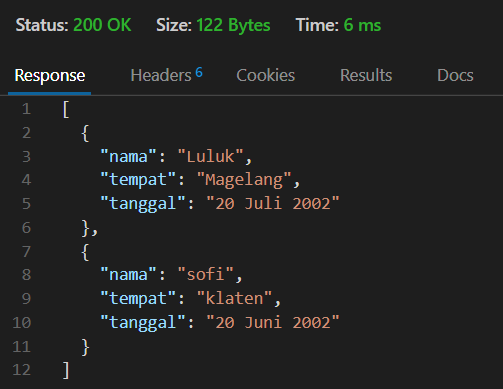 Status: 200 OK Size: 122 Bytes Time: 6 ms
Response Headers 6 Cookies Results Docs
1 [
2 {
3 "nama": "Luluk",
4 "tempat": "Magelang",
5 "tanggal": "20 Juli 2002"
6 },
7 {
8 "nama": "sofi",
9 "tempat": "klaten",
10 "tanggal": "20 Juni 2002"
11 }
12 ]